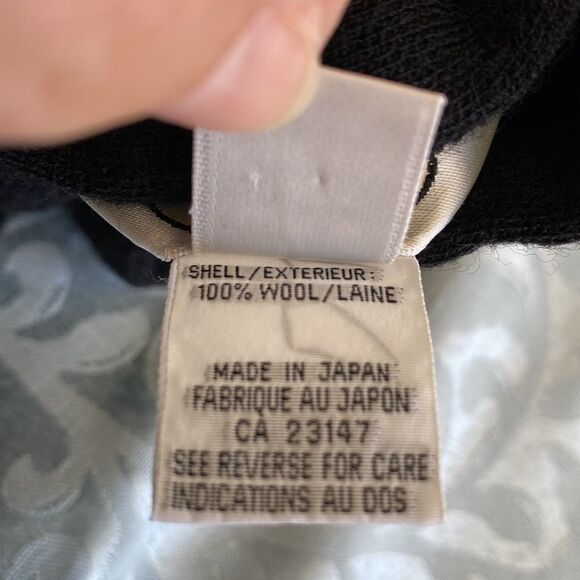 SHELL/EXTERIEUR:
100% WOOL/LAINE
MADE IN JAPAN
FABRIQUE AU JAPON
CA 23147
SEE REVERSE FOR CARE
INDICATIONS AU DOS